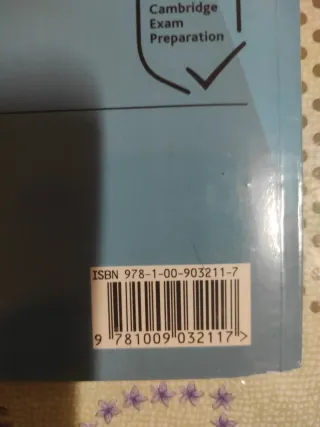 Cambridge
Exam
Preparation
ISBN 978-1-00-903211-7
9 781009 032117 >